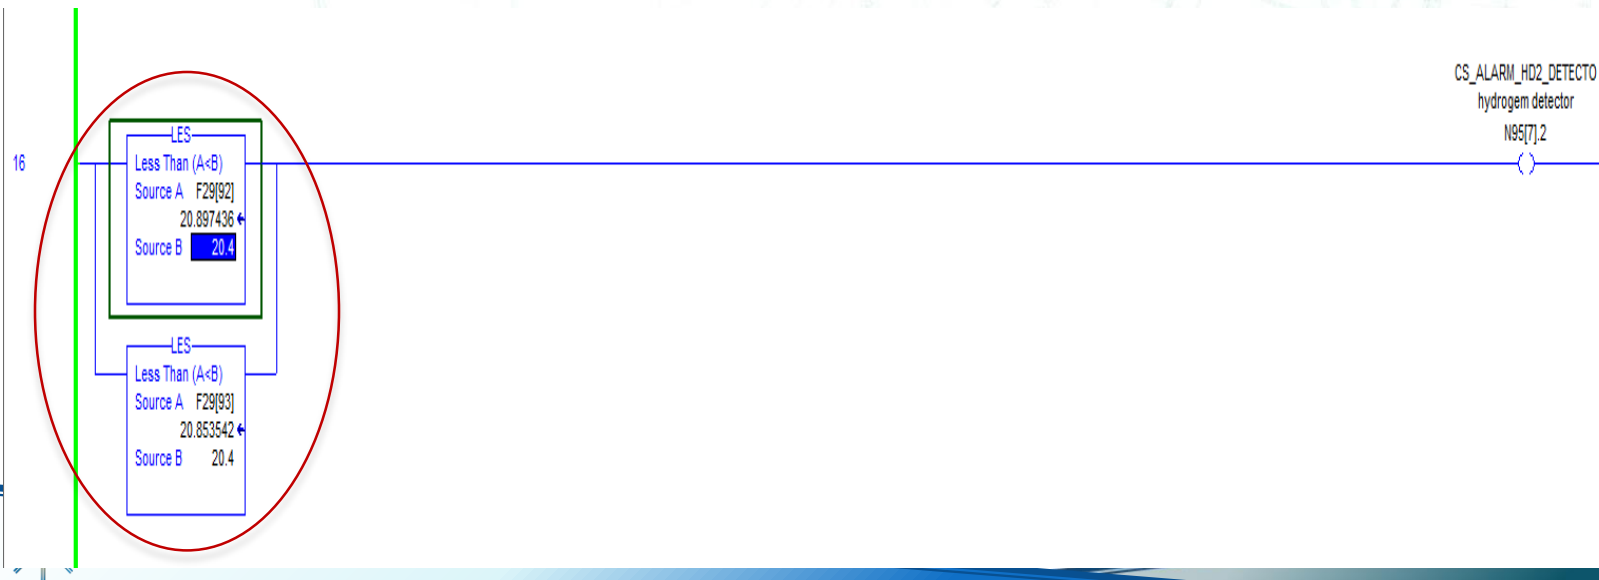 CS_ALARM_HD2_DETECTO
hydrogem detector
N95[7].2
16
LES
Less Than (A<B)
Source A F29[92]
20.897436
Source B 20.4
LES
Less Than (A<B)
Source A F29[93]
20.853542
Source B 20.4